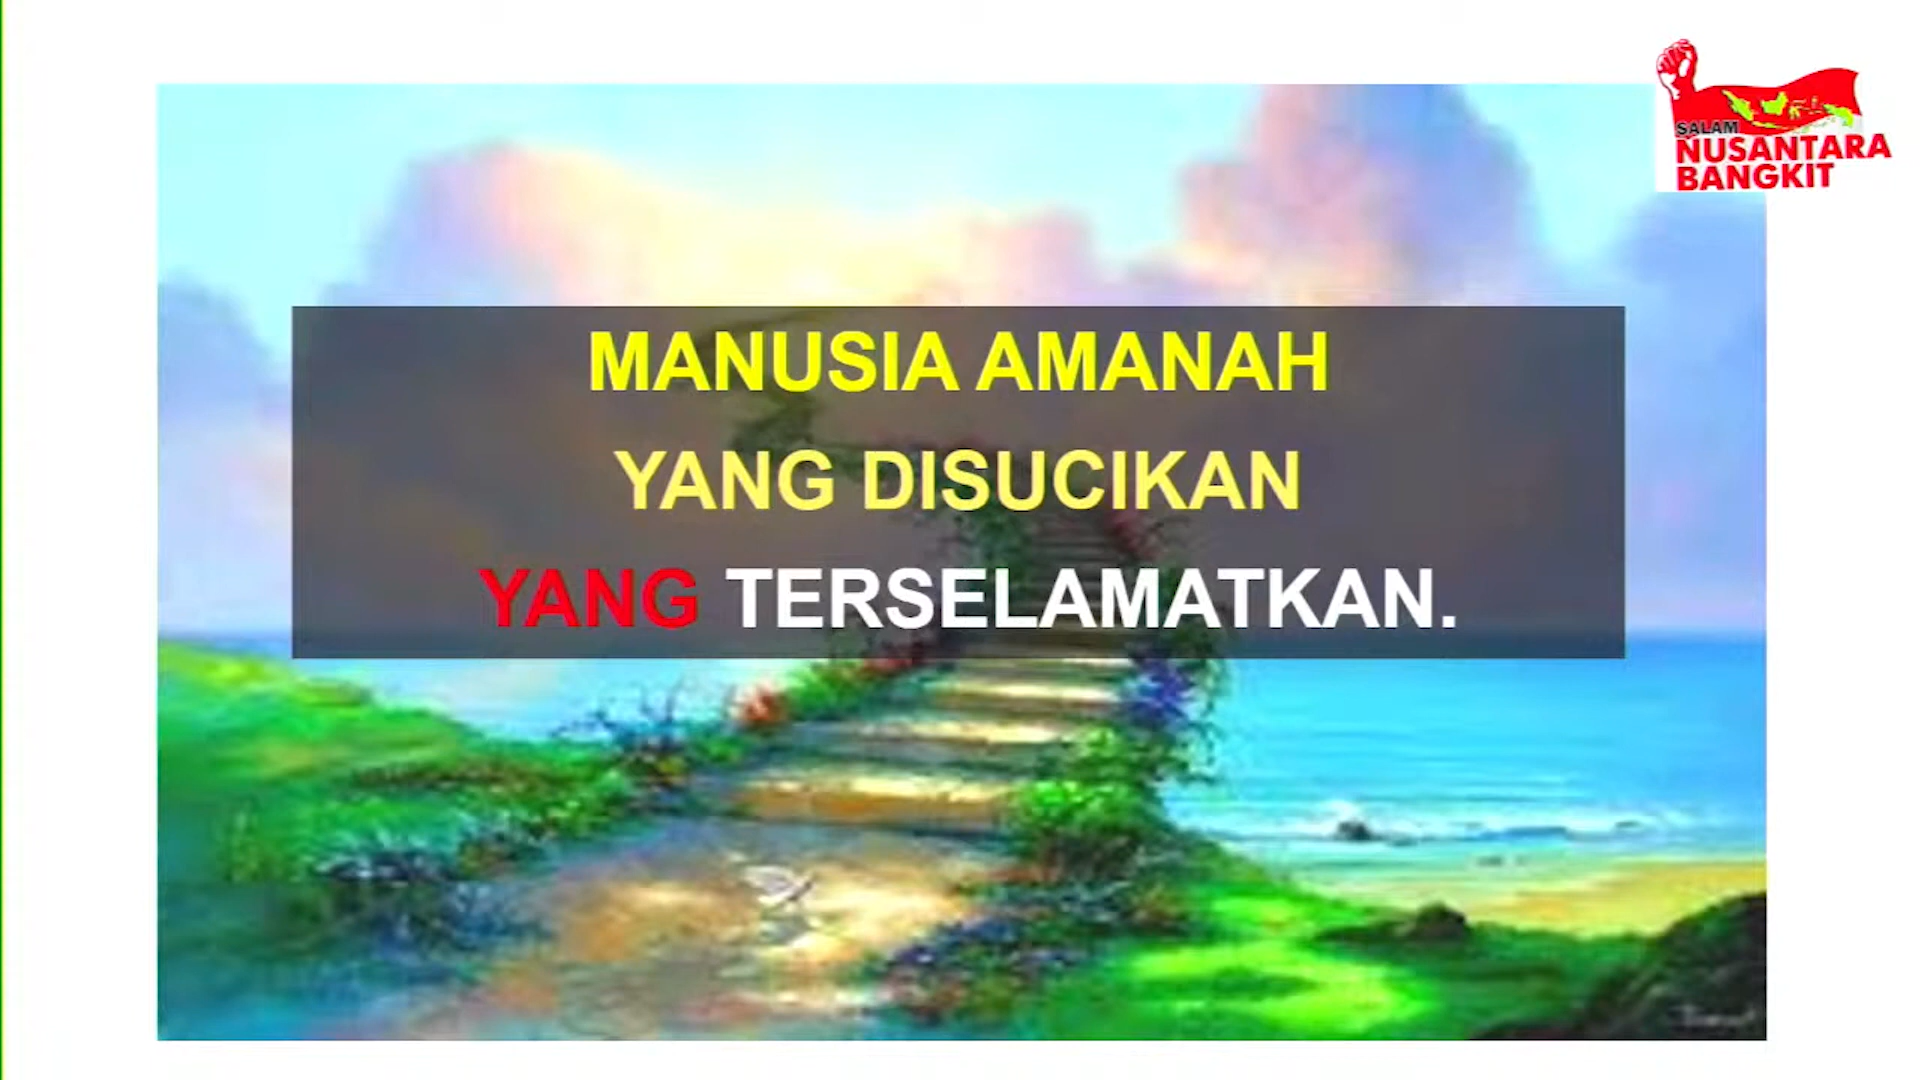 SALAM
NUSANTARA
BANGKIT
MANUSIA AMANAH
YANG DISUCIKAN
YANG TERSELAMATKAN.